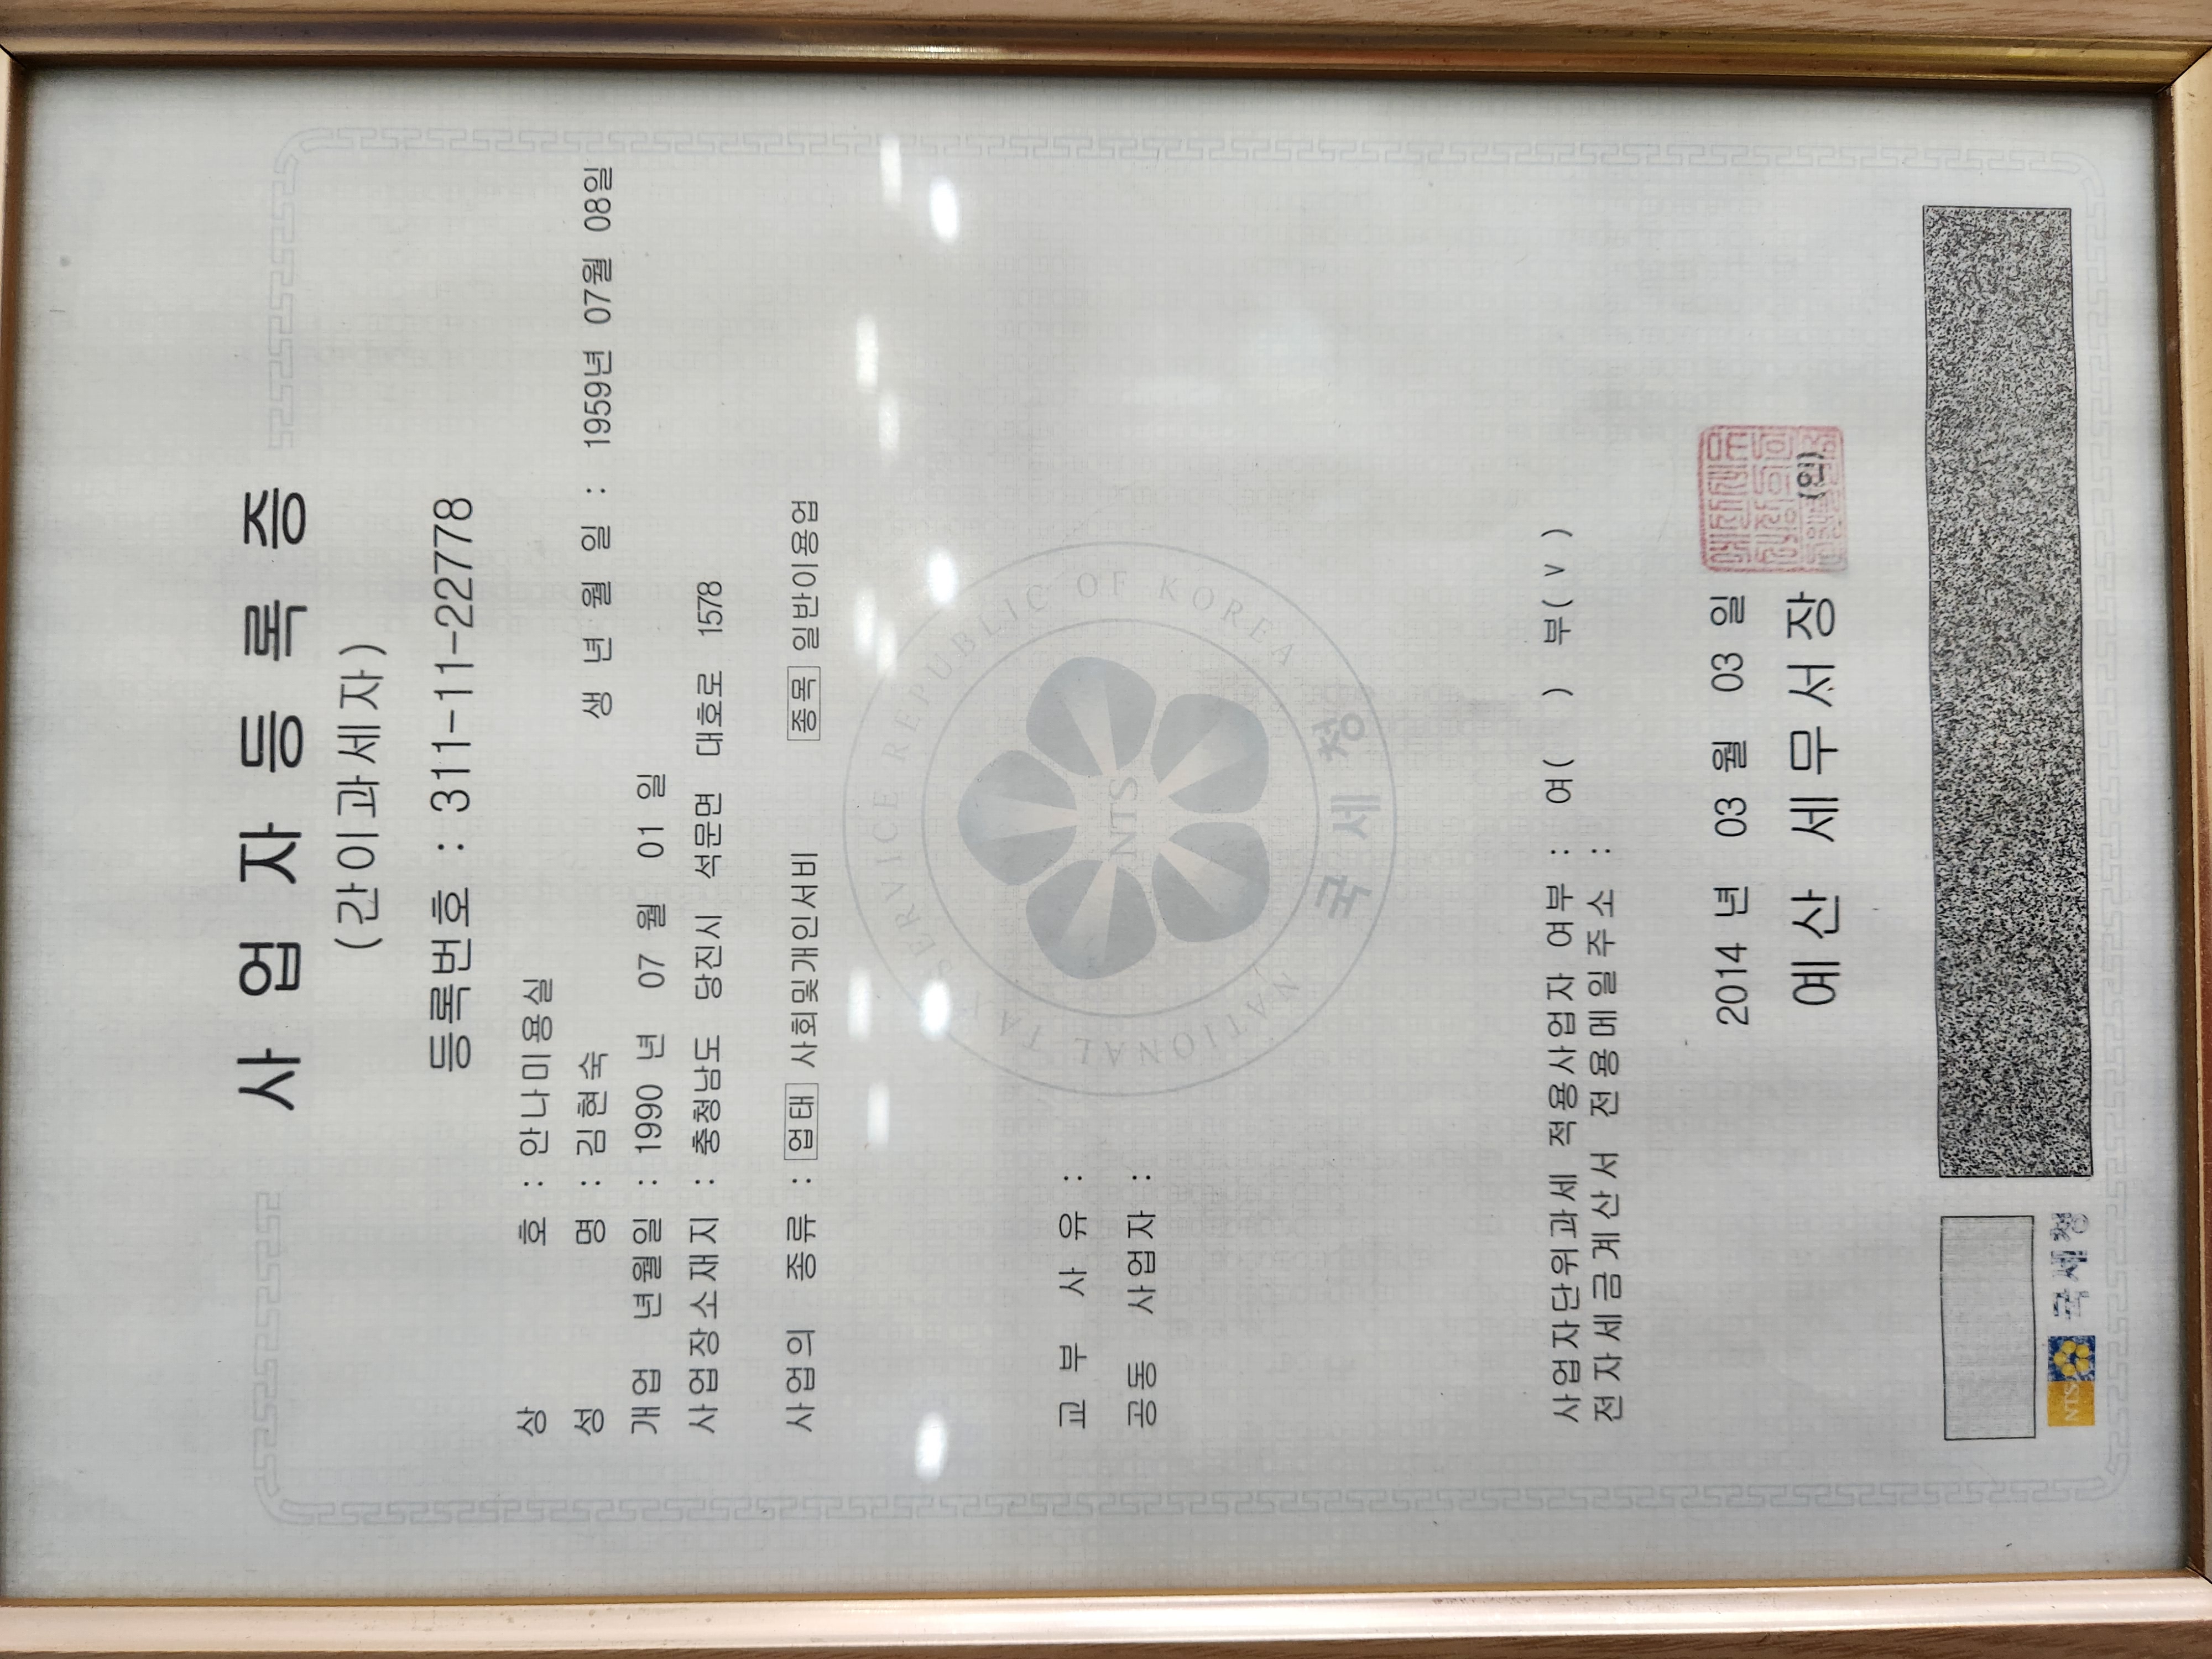 사 업 자 등 록 증
(간이과세자)
등록번호 : 311-11-22778
상 호 : 안나미용실
성 명 : 김현숙 생 년 월 일 : 1959년 07월 08일
개업 년월일 : 1990 년 07 월 01 일
사업장소재지 : 충청남도 당진시 석문면 대호로 1578
사업의 종류 : 업태 사회및개인서비 종목 일반이용업
NATIONAL TAX SERVICE REPUBLIC OF KOREA
NTS
국세청
교 부 사 유 :
공동 사업자 :
사업자단위과세 적용사업자 여부 : 여( ) 부( v )
전자세금계산서 전용메일주소 :
2014 년 03 월 03 일
예산 세무서장 (인)
NTS 국세청